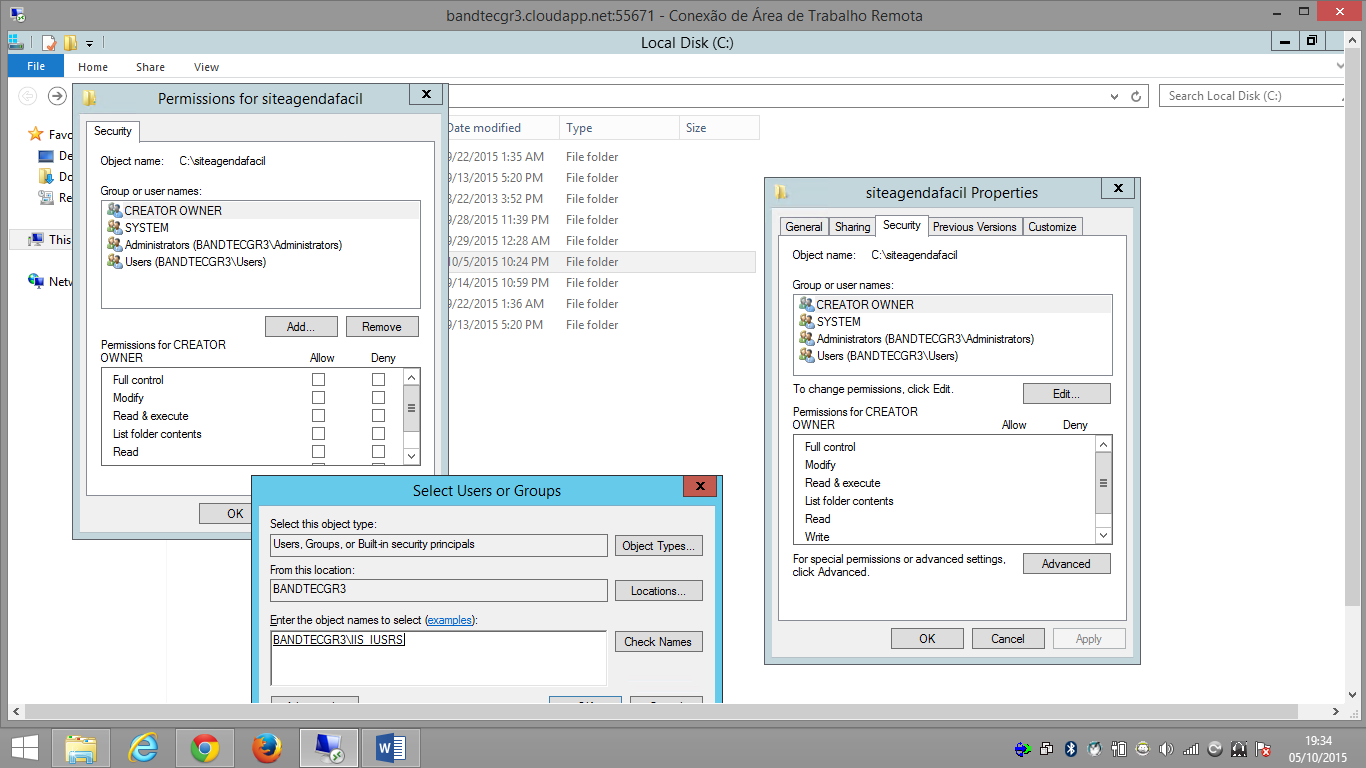 bandtecgr3.cloudapp.net:55671 - Conexão de Área de Trabalho Remota
Local Disk (C:)
File Home Share View
Search Local Disk (C:)
Permissions for siteagendafacil
Security
Object name: C:\siteagendafacil
Group or user names:
CREATOR OWNER
SYSTEM
Administrators (BANDTECGR3\Administrators)
Users (BANDTECGR3\Users)
Add... Remove
Permissions for CREATOR
OWNER Allow Deny
Full control
Modify
Read & execute
List folder contents
Read
OK
This
Date modified Type Size
9/22/2015 1:35 AM File folder
9/13/2015 5:20 PM File folder
8/22/2013 3:52 PM File folder
9/28/2015 11:39 PM File folder
9/29/2015 12:28 AM File folder
10/5/2015 10:24 PM File folder
9/14/2015 10:59 PM File folder
9/22/2015 1:36 AM File folder
9/13/2015 5:20 PM File folder
Select Users or Groups
Select this object type:
Users, Groups, or Built-in security principals
Object Types...
From this location:
BANDTECGR3
Locations...
Enter the object names to select (examples):
BANDTECGR3\IIS_IUSRS
Check Names
siteagendafacil Properties
General Sharing Security Previous Versions Customize
Object name: C:\siteagendafacil
Group or user names:
CREATOR OWNER
SYSTEM
Administrators (BANDTECGR3\Administrators)
Users (BANDTECGR3\Users)
To change permissions, click Edit.
Edit...
Permissions for CREATOR
OWNER Allow Deny
Full control
Modify
Read & execute
List folder contents
Read
Write
For special permissions or advanced settings,
click Advanced.
Advanced
OK Cancel Apply
19:34
05/10/2015